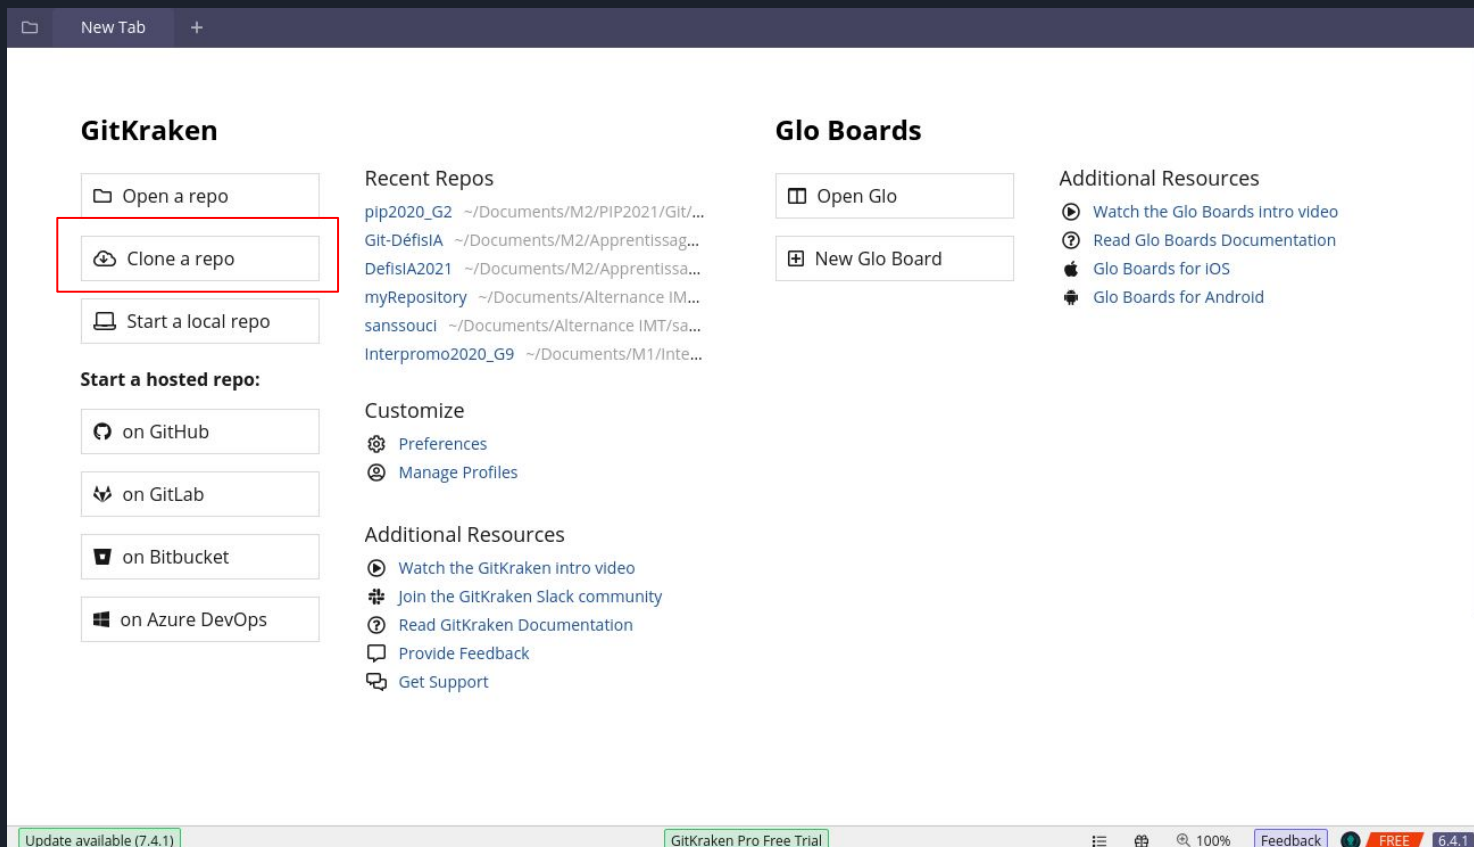 New Tab +
GitKraken
Open a repo
Clone a repo
Start a local repo
Start a hosted repo:
on GitHub
on GitLab
on Bitbucket
on Azure DevOps
Recent Repos
pip2020_G2 ~/Documents/M2/PIP2021/Git/...
Git-DéfisIA ~/Documents/M2/Apprentissag...
DefisIA2021 ~/Documents/M2/Apprentissa...
myRepository ~/Documents/Alternance IM...
sanssouci ~/Documents/Alternance IMT/sa...
Interpromo2020_G9 ~/Documents/M1/Inte...
Customize
Preferences
Manage Profiles
Additional Resources
Watch the GitKraken intro video
Join the GitKraken Slack community
Read GitKraken Documentation
Provide Feedback
Get Support
Glo Boards
Open Glo
New Glo Board
Additional Resources
Watch the Glo Boards intro video
Read Glo Boards Documentation
Glo Boards for iOS
Glo Boards for Android
Update available (7.4.1) GitKraken Pro Free Trial 100% Feedback FREE 6.4.1